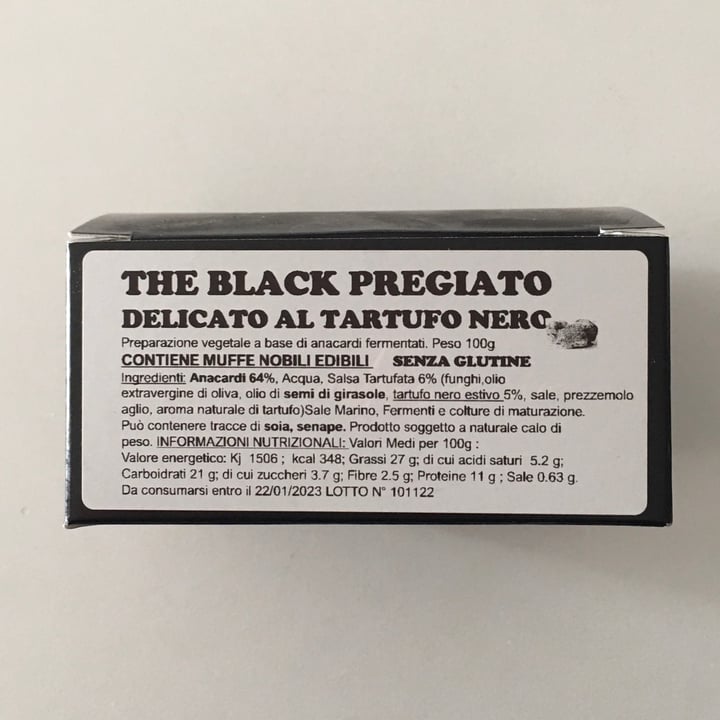 THE BLACK PREGIATO
DELICATO AL TARTUFO NERO
Preparazione vegetale a base di anacardi fermentati. Peso 100g
CONTIENE MUFFE NOBILI EDIBILI SENZA GLUTINE
Ingredienti: Anacardi 64%, Acqua, Salsa Tartufata 6% (funghi,olio
extravergine di oliva, olio di semi di girasole, tartufo nero estivo 5%, sale, prezzemolo
aglio, aroma naturale di tartufo)Sale Marino, Fermenti e colture di maturazione.
Può contenere tracce di soia, senape. Prodotto soggetto a naturale calo di
peso. INFORMAZIONI NUTRIZIONALI: Valori Medi per 100g :
Valore energetico: Kj 1506 ; kcal 348; Grassi 27 g; di cui acidi saturi 5.2 g;
Carboidrati 21 g; di cui zuccheri 3.7 g; Fibre 2.5 g; Proteine 11 g ; Sale 0.63 g.
Da consumarsi entro il 22/01/2023 LOTTO N° 101122